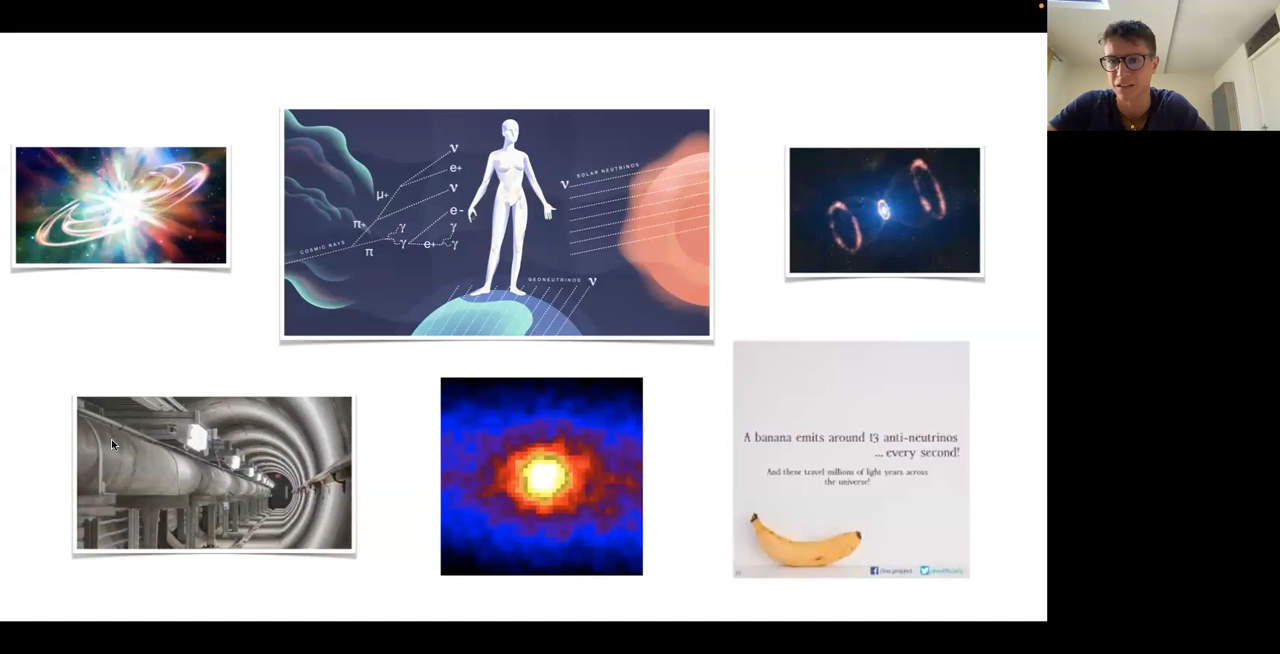 ν
e+
ν
μ+
e-
π+
γ
γ
γ
e+
γ
π
COSMIC RAYS
ν
SOLAR NEUTRINOS
GEONEUTRINOS
ν
A banana emits around 13 anti-neutrinos
... every second!
And these travel millions of light years across
the universe!